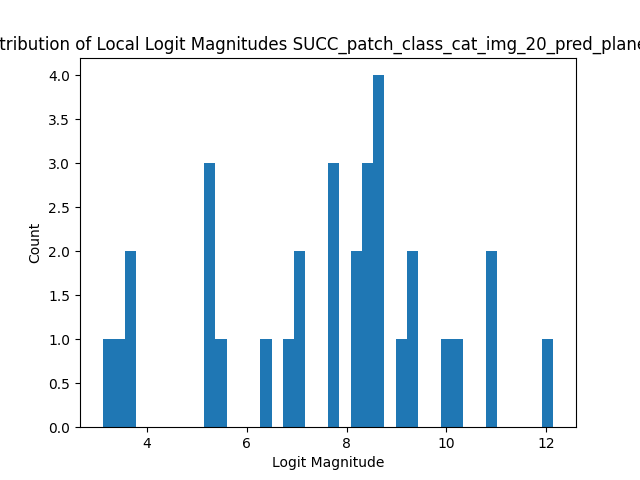 tribution of Local Logit Magnitudes SUCC_patch_class_cat_img_20_pred_plane
4.0
3.5
3.0
2.5
2.0
1.5
1.0
0.5
0.0
Count
4 6 8 10 12
Logit Magnitude